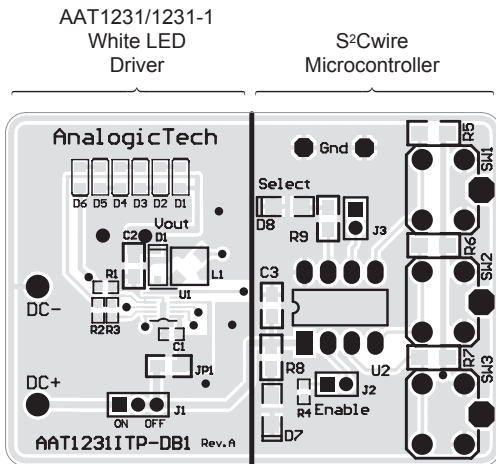 AAT1231/1231-1
White LED
Driver
S²Cwire
Microcontroller
AnalogicTech
D6 D5 D4 D3 D2 D1
Vout
C2
D1
L1
U1
R1
R2 R3
C1
JP1
DC-
DC+
J1
ON OFF
AAT1231ITP-DB1 Rev.A
Gnd
Select
D8
R9
J3
C3
R8
U2
J2
R4
Enable
D7
R5
SW1
R6
SW2
R7
SW3